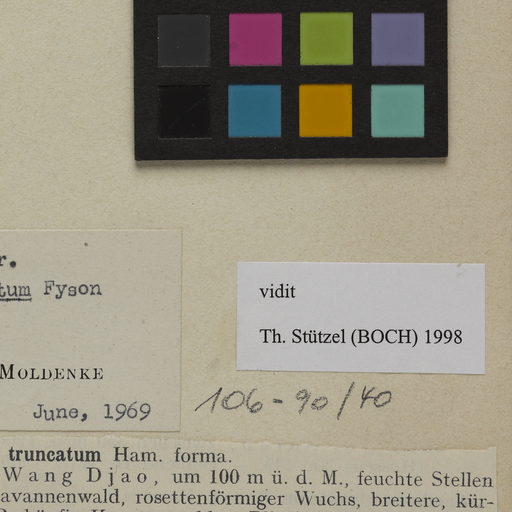 r.
tum Fyson
MOLDENKE
June, 1969
vidit
Th. Stützel (BOCH) 1998
106-90/40
truncatum Ham. forma.
Wang Djao, um 100 m ü. d. M., feuchte Stellen
avannenwald, rosettenförmiger Wuchs, breitere, kür-